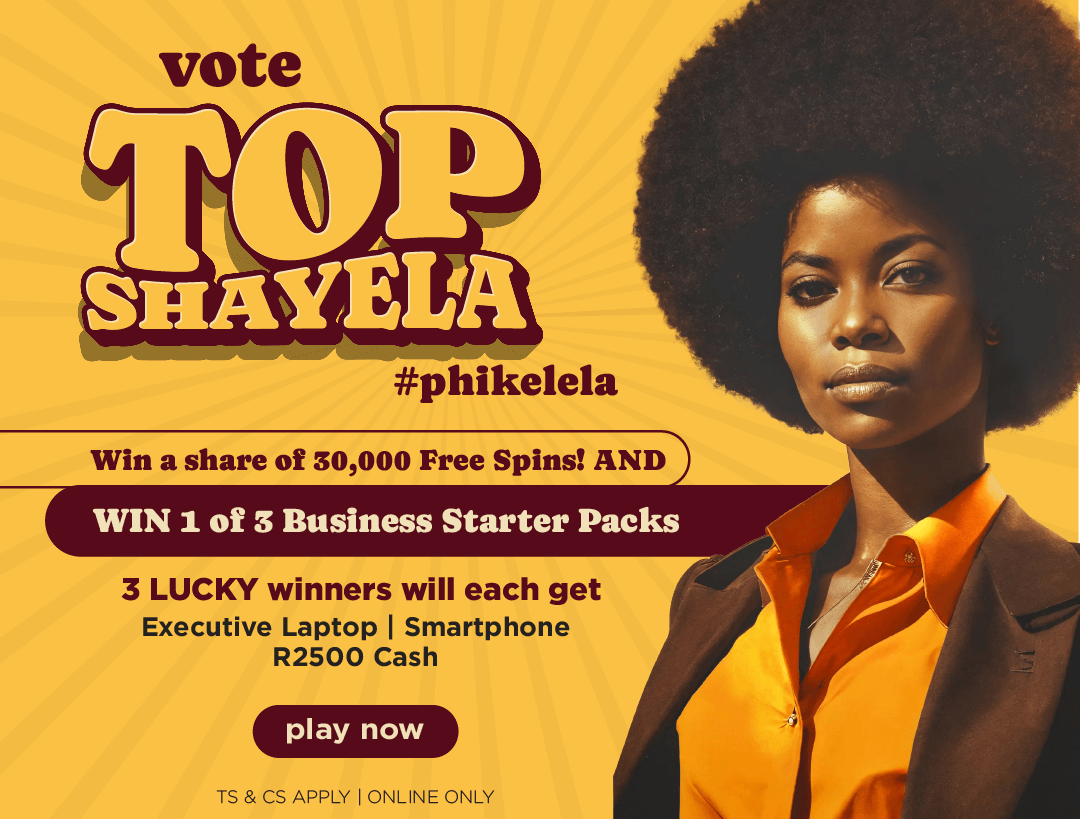 vote
TOP
SHAYELA
#phikelela
Win a share of 30,000 Free Spins! AND
WIN 1 of 3 Business Starter Packs
3 LUCKY winners will each get
Executive Laptop | Smartphone
R2500 Cash
play now
TS & CS APPLY | ONLINE ONLY